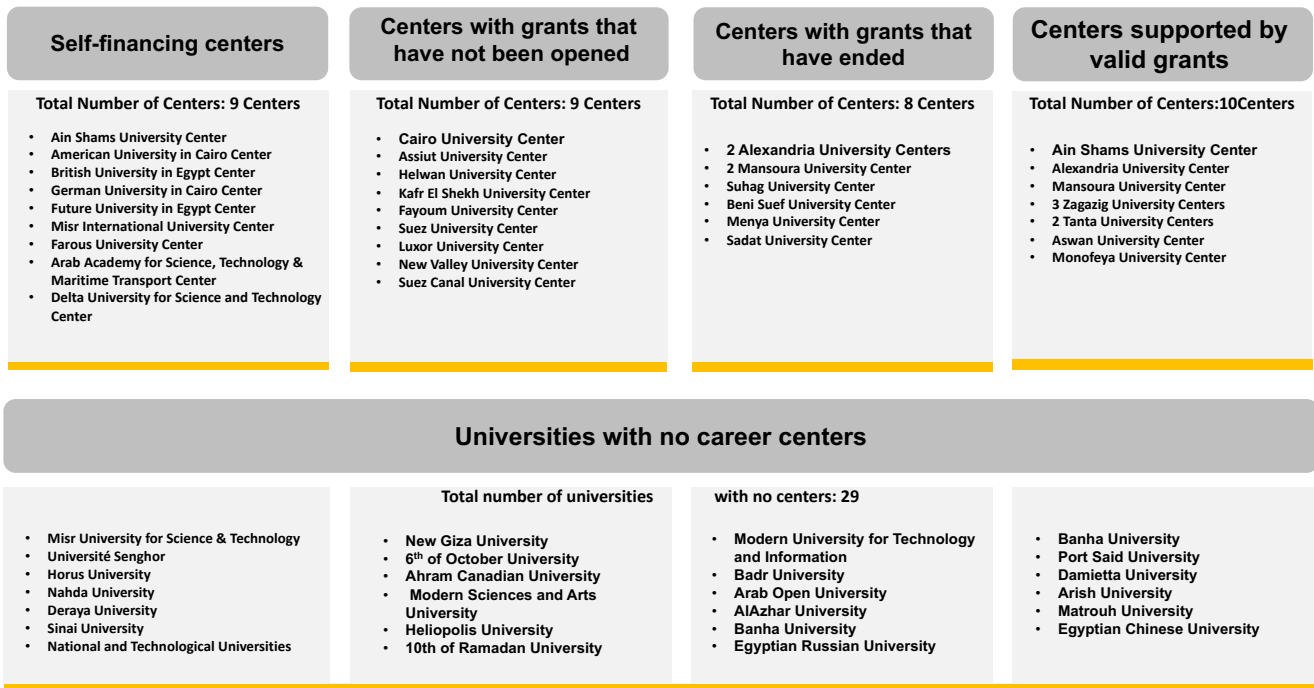 Self-financing centers
Total Number of Centers: 9 Centers
• Ain Shams University Center
• American University in Cairo Center
• British University in Egypt Center
• German University in Cairo Center
• Future University in Egypt Center
• Misr International University Center
• Farous University Center
• Arab Academy for Science, Technology &
Maritime Transport Center
• Delta University for Science and Technology
Center
Centers with grants that
have not been opened
Total Number of Centers: 9 Centers
• Cairo University Center
• Assiut University Center
• Helwan University Center
• Kafr El Shekh University Center
• Fayoum University Center
• Suez University Center
• Luxor University Center
• New Valley University Center
• Suez Canal University Center
Centers with grants that
have ended
Total Number of Centers: 8 Centers
• 2 Alexandria University Centers
• 2 Mansoura University Center
• Suhag University Center
• Beni Suef University Center
• Menya University Center
• Sadat University Center
Centers supported by
valid grants
Total Number of Centers:10Centers
• Ain Shams University Center
• Alexandria University Center
• Mansoura University Center
• 3 Zagazig University Centers
• 2 Tanta University Centers
• Aswan University Center
• Monofeya University Center
Universities with no career centers
Total number of universities with no centers: 29
• Misr University for Science & Technology
• Université Senghor
• Horus University
• Nahda University
• Deraya University
• Sinai University
• National and Technological Universities
• New Giza University
• 6th of October University
• Ahram Canadian University
• Modern Sciences and Arts
University
• Heliopolis University
• 10th of Ramadan University
• Modern University for Technology
and Information
• Badr University
• Arab Open University
• AlAzhar University
• Banha University
• Egyptian Russian University
• Banha University
• Port Said University
• Damietta University
• Arish University
• Matrouh University
• Egyptian Chinese University